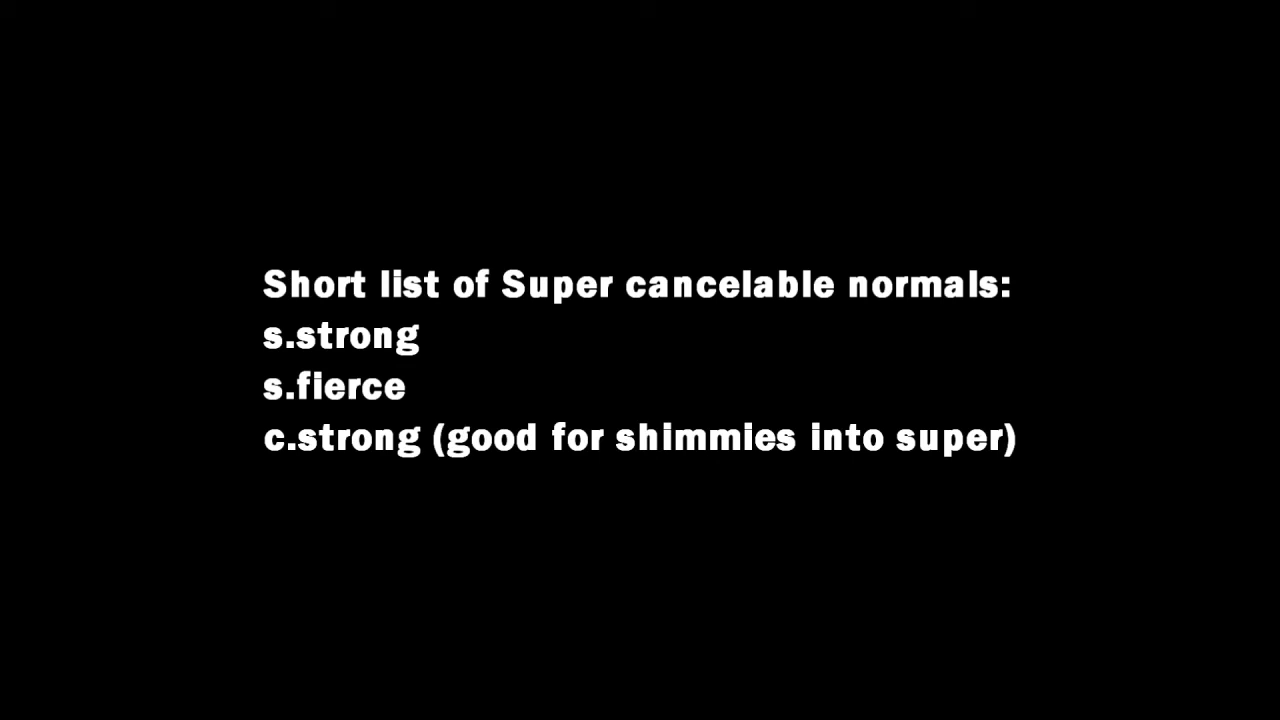 Short list of Super cancelable normals:
s.strong
s.fierce
c.strong (good for shimmies into super)